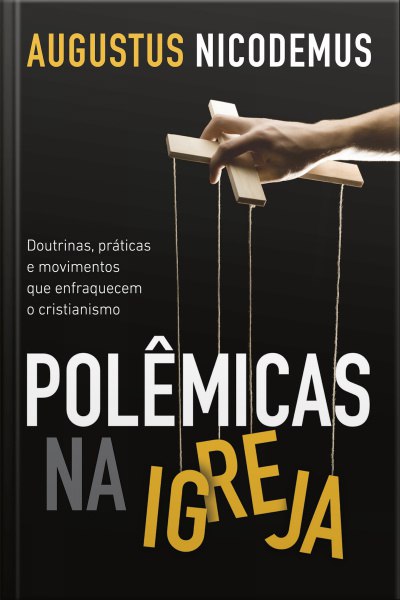 AUGUSTUS NICODEMUS
Doutrinas, práticas
e movimentos
que enfraquecem
o cristianismo
POLÊMICAS
NA IGREJA